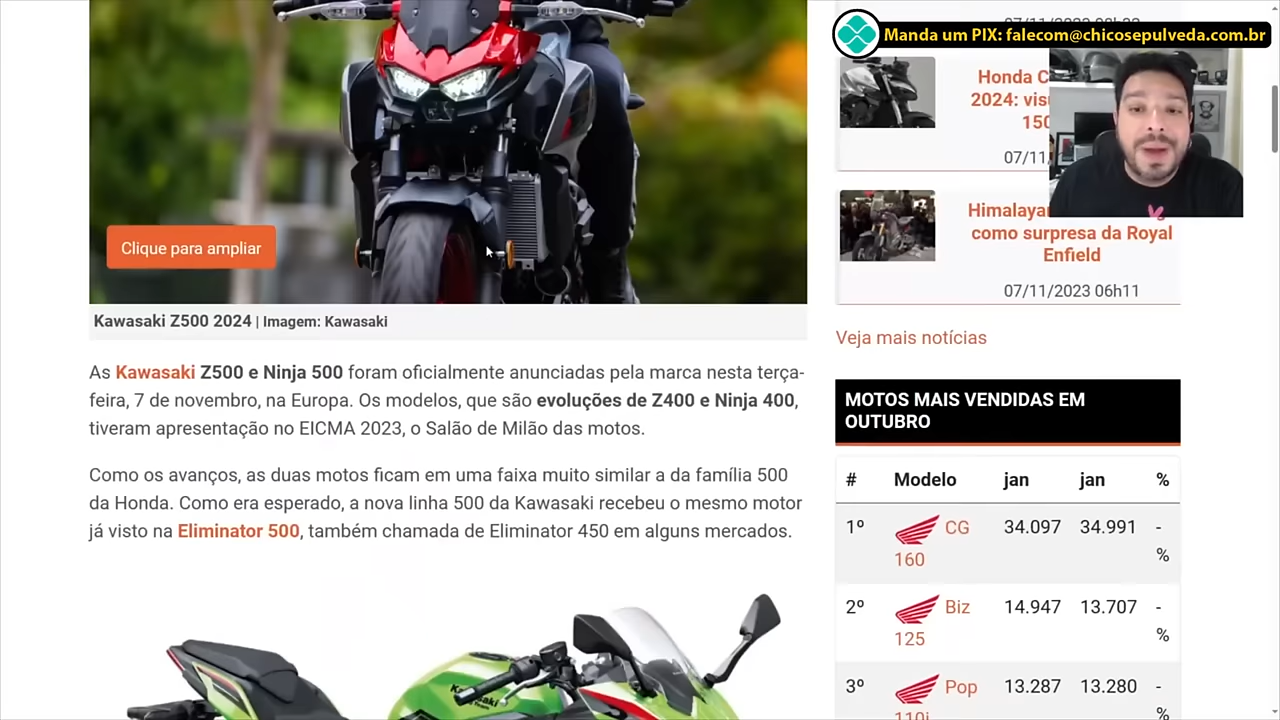 Manda um PIX: falecom@chicosepulveda.com.br
Clique para ampliar
Kawasaki Z500 2024 | Imagem: Kawasaki
As Kawasaki Z500 e Ninja 500 foram oficialmente anunciadas pela marca nesta terça-
feira, 7 de novembro, na Europa. Os modelos, que são evoluções de Z400 e Ninja 400,
tiveram apresentação no EICMA 2023, o Salão de Milão das motos.
Como os avanços, as duas motos ficam em uma faixa muito similar a da família 500
da Honda. Como era esperado, a nova linha 500 da Kawasaki recebeu o mesmo motor
já visto na Eliminator 500, também chamada de Eliminator 450 em alguns mercados.
Kawasaki
Honda C
2024: vis
150
07/11
Himalayan
como surpresa da Royal
Enfield
07/11/2023 06h11
Veja mais notícias
MOTOS MAIS VENDIDAS EM
OUTUBRO
# Modelo jan jan %
1º CG 34.097 34.991 -
160 %
2º Biz 14.947 13.707 -
125 %
3º Pop 13.287 13.280 -
110i %